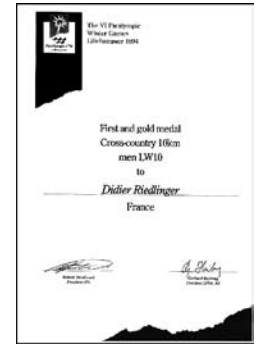 The VI Paralympic
Winter Games
Lillehammer 1994
First and gold medal
Cross-country 10km
men LW10
to
Didier Riedlinger
France